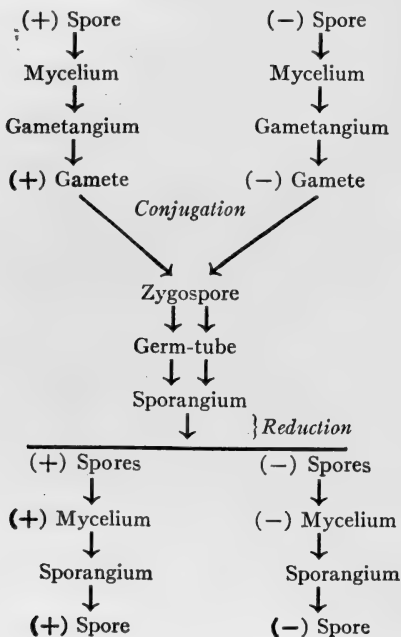 (+) Spore (−) Spore
Mycelium Mycelium
Gametangium Gametangium
(+) Gamete (−) Gamete
Conjugation
Zygospore
Germ-tube
Sporangium
}Reduction
(+) Spores (−) Spores
(+) Mycelium (−) Mycelium
Sporangium Sporangium
(+) Spore (−) Spore